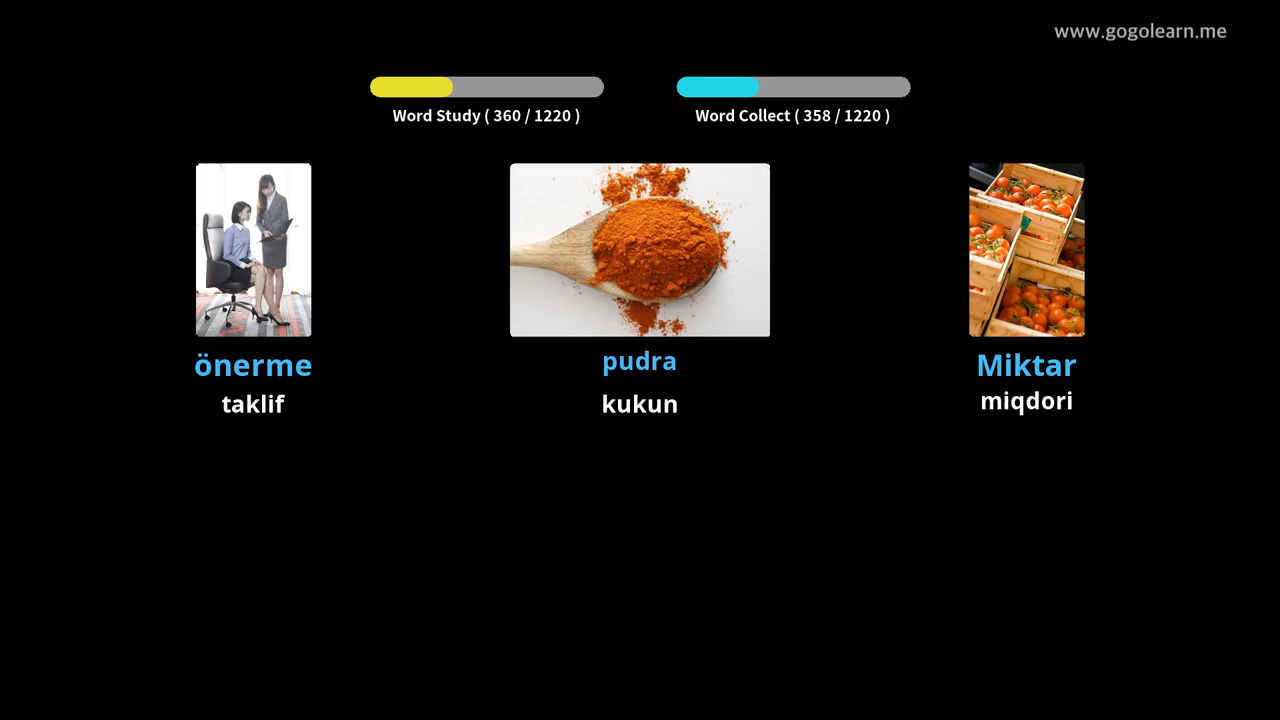 www.gogolearn.me
Word Study ( 360 / 1220 )
Word Collect ( 358 / 1220 )
önerme
pudra
Miktar
taklif
kukun
miqdori